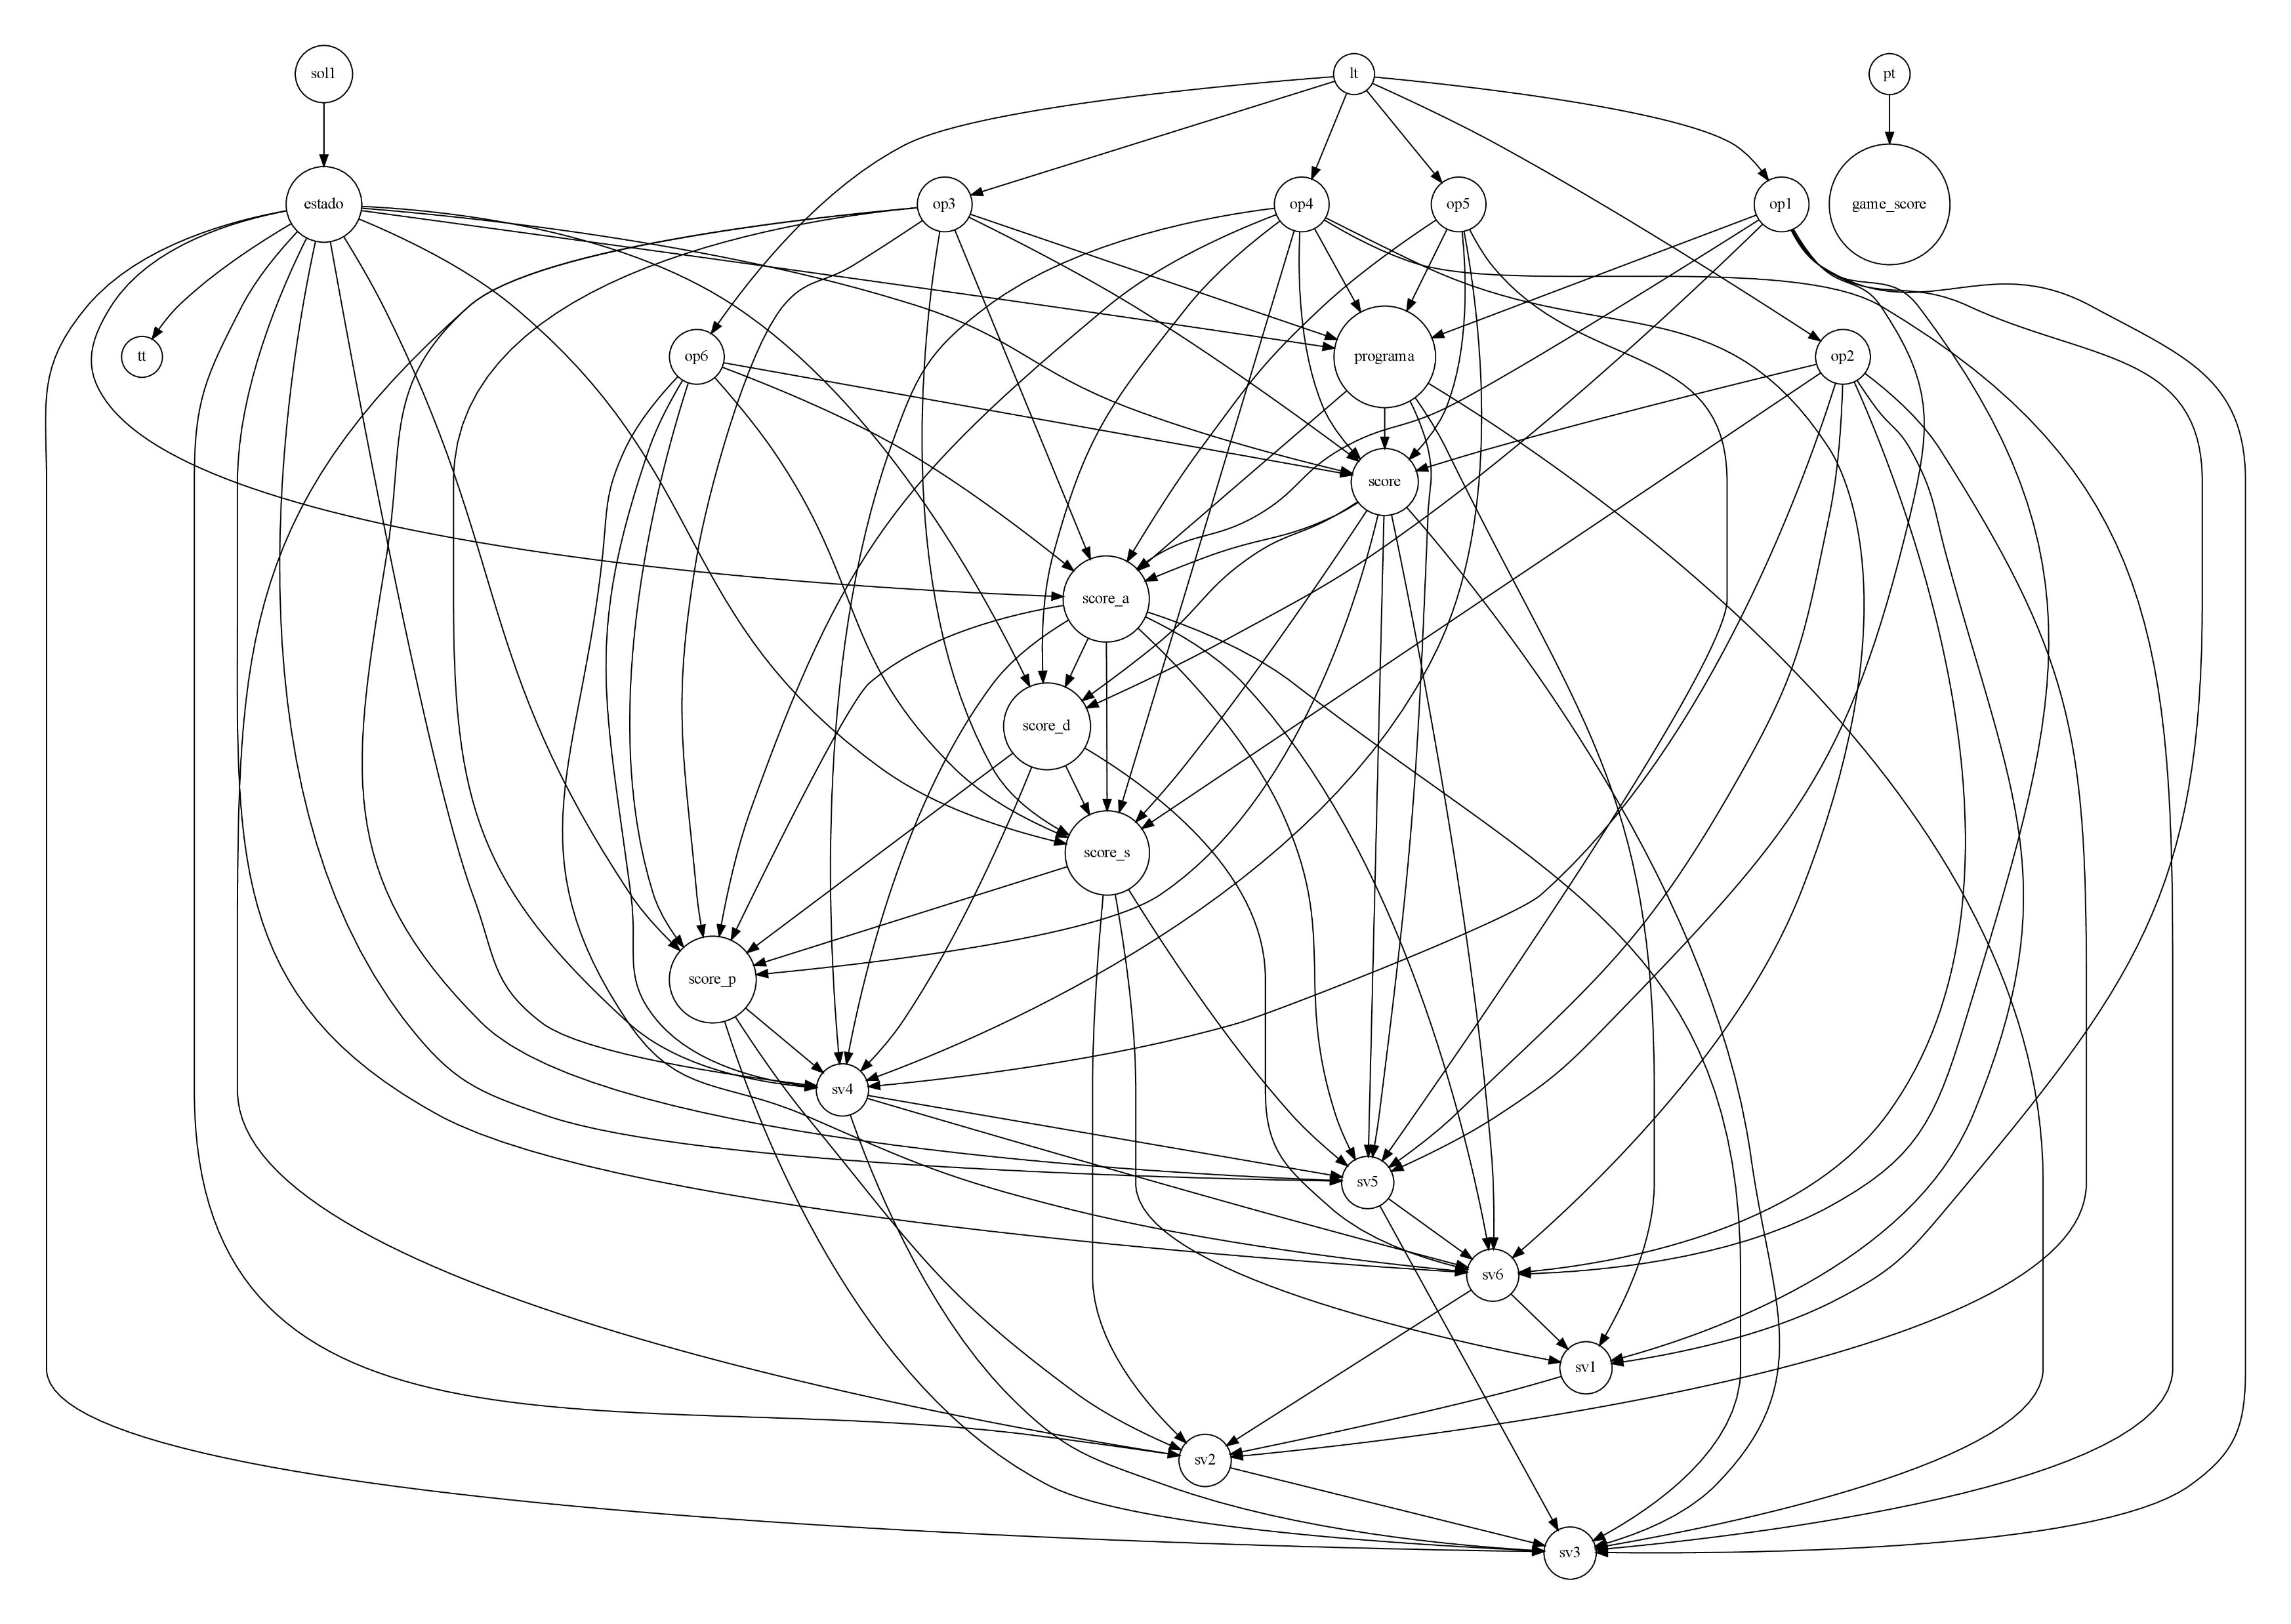 sol1
lt
pt
estado
op3
op4
op5
op1
game_score
tt
op6
programa
op2
score
score_a
score_d
score_s
score_p
sv4
sv5
sv6
sv1
sv2
sv3